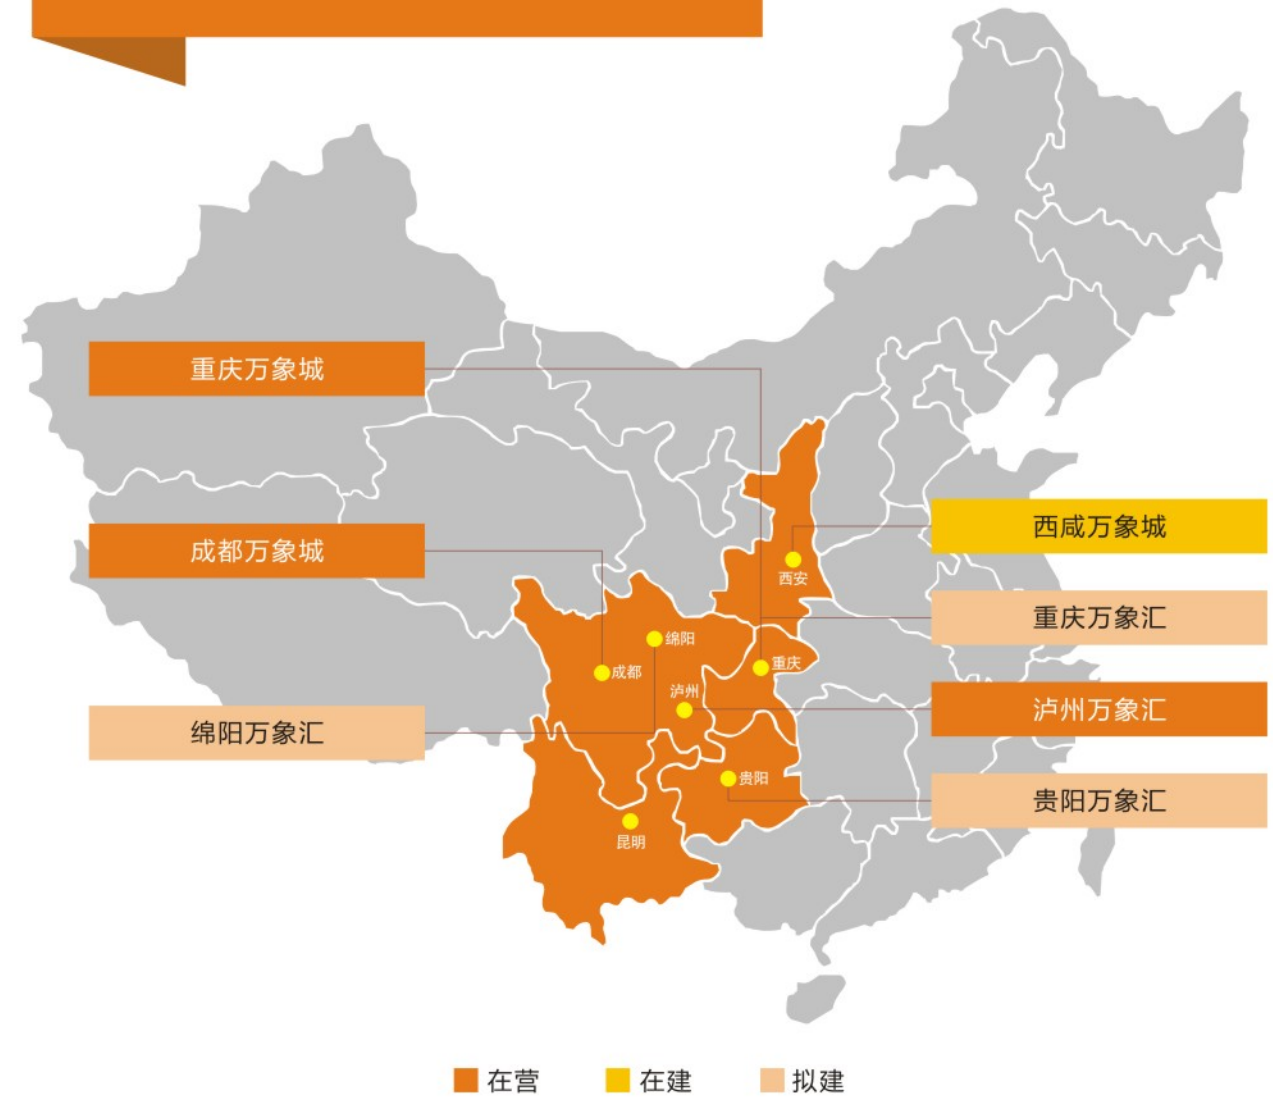 重庆万象城
成都万象城
西咸万象城
西安
重庆万象汇
绵阳
重庆
成都
泸州
泸州万象汇
绵阳万象汇
贵阳
贵阳万象汇
昆明
在营
在建
拟建